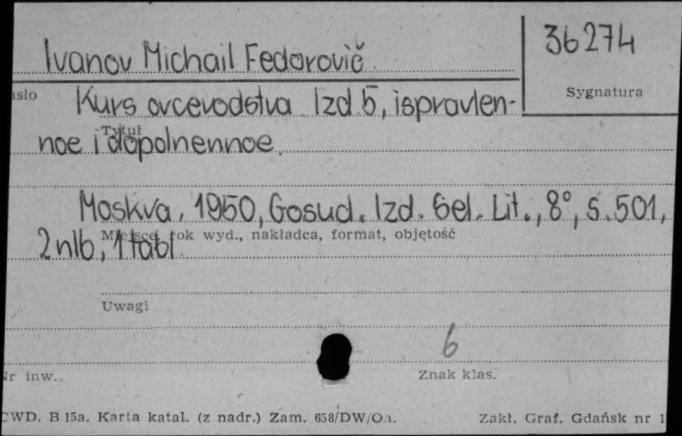 36274
Ivanov Michail Fedorovič
Sygnatura
asło
Kurs ovcevodstva Izd 5, ispravlen-
Tytuł
noe i dopolnennoe.
Moskva, 1950, Gosud. Izd. Sel. Lit., 8°, s. 501,
Miejsce, rok wyd., nakładca, format, objętość
2 nlb, 1 tabl
Uwagi
6
Nr inw.
Znak klas.
CWD. B 15a. Karta katal. (z nadr.) Zam. 658/DW/
Zakł. Graf. Gdańsk nr 1